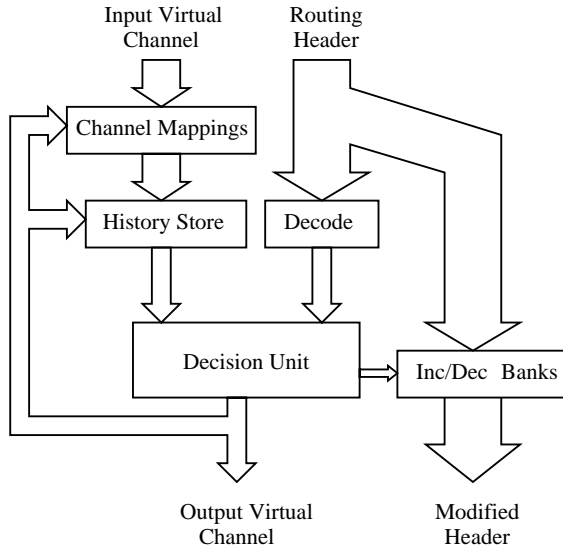 Input Virtual
Channel
Routing
Header
Channel Mappings
History Store
Decode
Decision Unit
Inc/Dec Banks
Output Virtual
Channel
Modified
Header